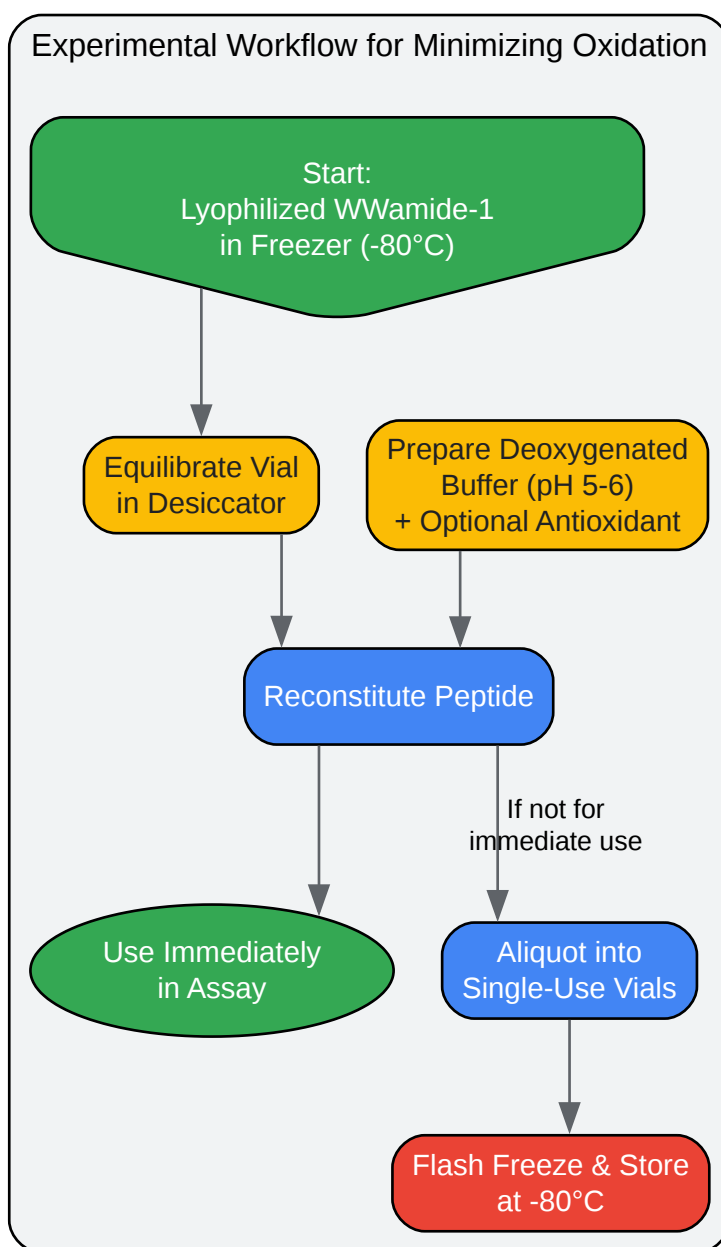 Experimental Workflow for Minimizing Oxidation
Start:
Lyophilized WWamide-1
in Freezer (-80°C)
Equilibrate Vial
in Desiccator
Prepare Deoxygenated
Buffer (pH 5-6)
+ Optional Antioxidant
Reconstitute Peptide
If not for
immediate use
Use Immediately
in Assay
Aliquot into
Single-Use Vials
Flash Freeze & Store
at -80°C